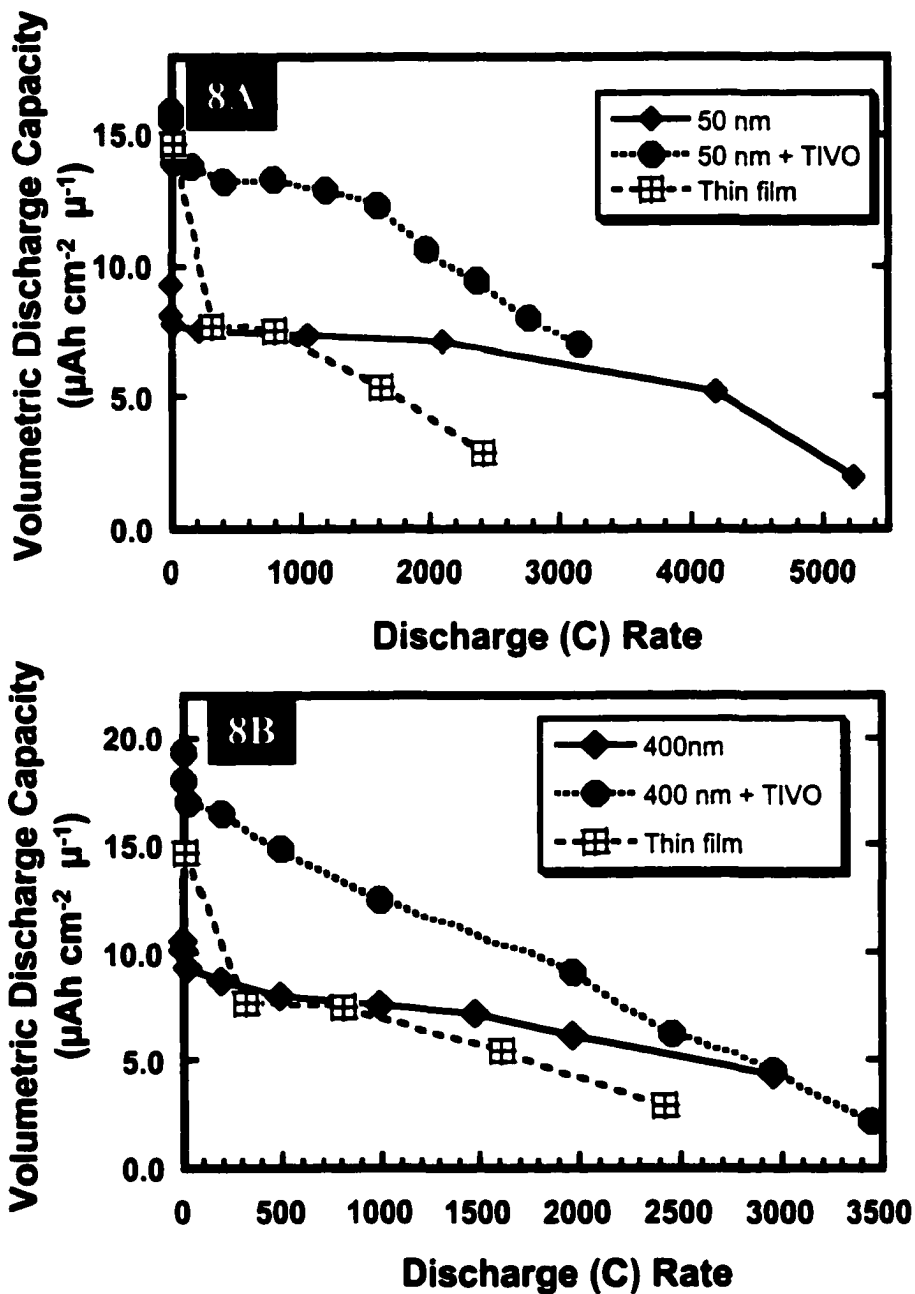 Volumetric Discharge Capacity
(µAh cm-2 µ-1)
8A
50 nm
50 nm + TIVO
Thin film
15.0
10.0
5.0
0.0
0 1000 2000 3000 4000 5000
Discharge (C) Rate
Volumetric Discharge Capacity
(µAh cm-2 µ-1)
8B
400nm
400 nm + TIVO
Thin film
20.0
15.0
10.0
5.0
0.0
0 500 1000 1500 2000 2500 3000 3500
Discharge (C) Rate